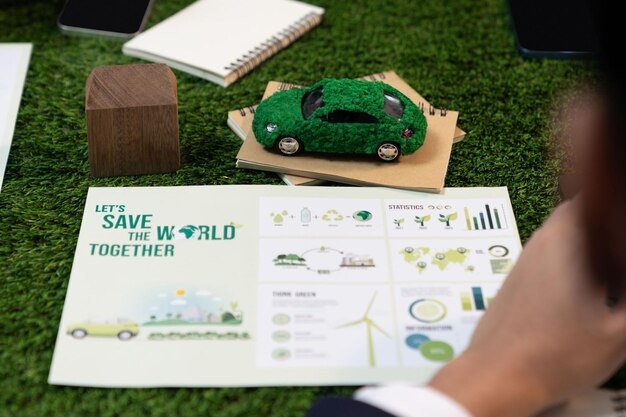 LET'S
SAVE
THE WORLD
TOGETHER
STATISTICS
THINK GREEN
INFORMATION